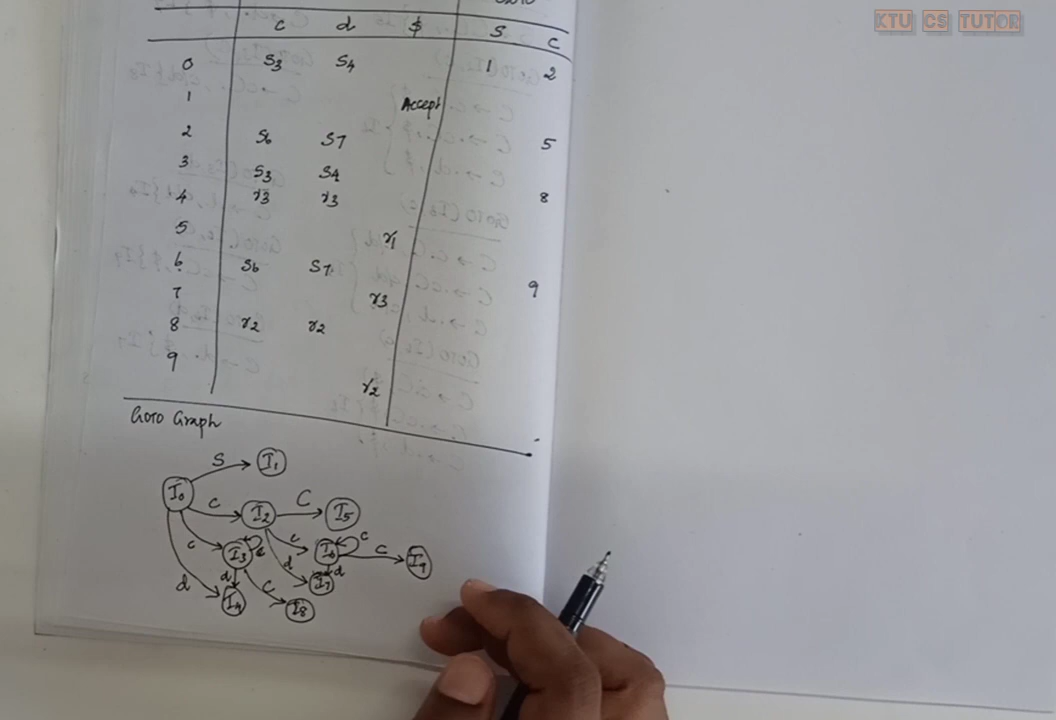 KTU CS TUTOR
c d $ S C
0 S3 S4 1 2
1 Accept
2 S6 S7 5
3 S3 S4 8
4 r3 r3
5 r1
6 S6 S7 9
7 r3
8 r2 r2
9 r2
Goto Graph
S I1
I0 C I2 C I5
c I3 c c I6 c C I9
d d I4 C I8 d I7 d